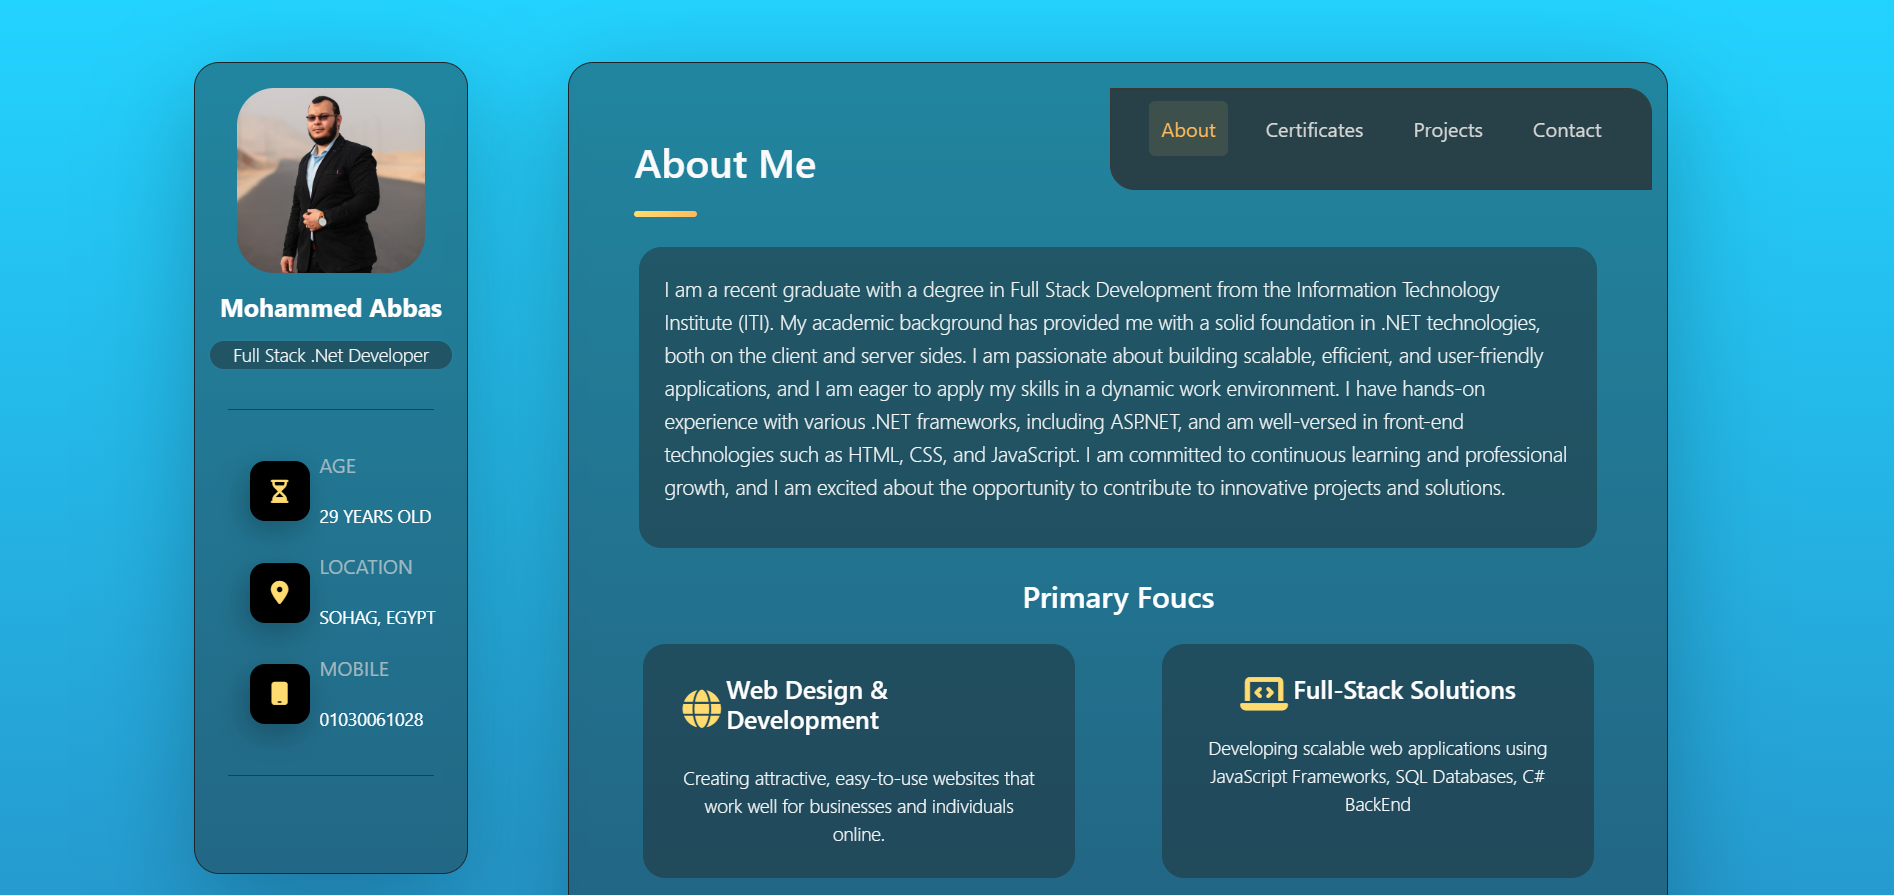 Mohammed Abbas
Full Stack .Net Developer
AGE
29 YEARS OLD
LOCATION
SOHAG, EGYPT
MOBILE
01030061028
About
Certificates
Projects
Contact
About Me
I am a recent graduate with a degree in Full Stack Development from the Information Technology
Institute (ITI). My academic background has provided me with a solid foundation in .NET technologies,
both on the client and server sides. I am passionate about building scalable, efficient, and user-friendly
applications, and I am eager to apply my skills in a dynamic work environment. I have hands-on
experience with various .NET frameworks, including ASP.NET, and am well-versed in front-end
technologies such as HTML, CSS, and JavaScript. I am committed to continuous learning and professional
growth, and I am excited about the opportunity to contribute to innovative projects and solutions.
Primary Foucs
Web Design &
Development
Creating attractive, easy-to-use websites that
work well for businesses and individuals
online.
Full-Stack Solutions
Developing scalable web applications using
JavaScript Frameworks, SQL Databases, C#
BackEnd